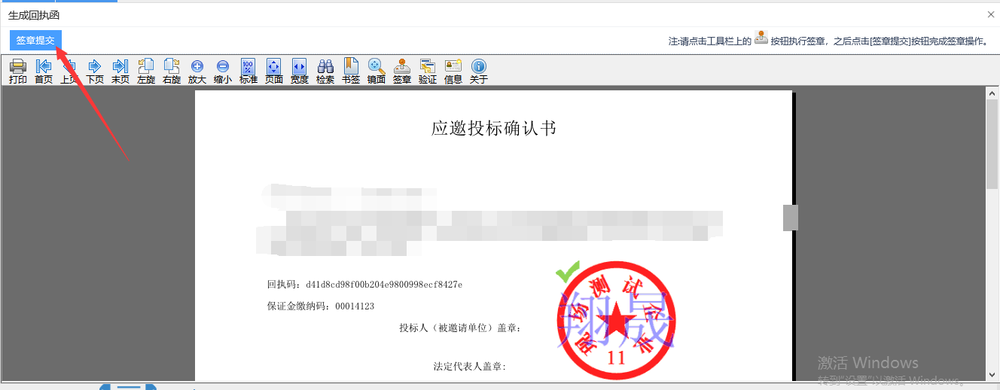 生成回执函
×
签章提交
注:请点击工具栏上的 按钮执行签章，之后点击[签章提交]按钮完成签章操作。
打印 首页 上页 下页 末页 左旋 右旋 放大 缩小 标准 页面 宽度 检索 书签 镜面 签章 验证 信息 关于
100
%
应邀投标确认书
回执码：d41d8cd98f00b204e9800998ecf8427e
保证金缴纳码：00014123
投标人（被邀请单位）盖章：
现场测试企业
翔晟
11
法定代表人盖章:
激活 Windows
转到"设置"以激活 Windows。